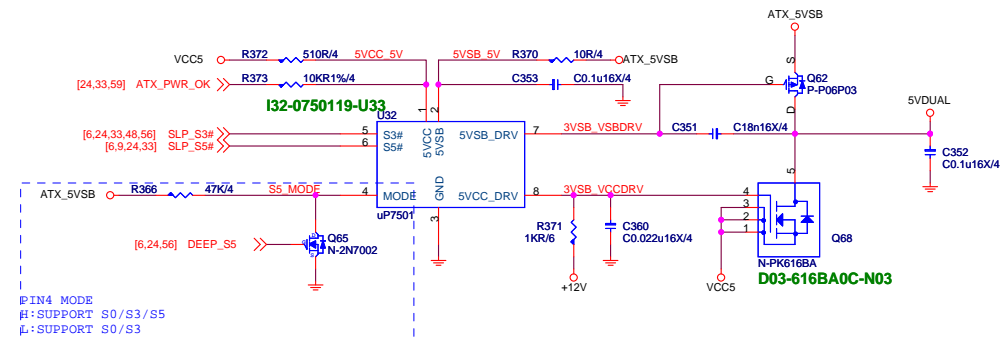 ATX_5VSB
VCC5 R372 510R/4 5VCC_5V 5VSB_5V R370 10R/4 ATX_5VSB
[24,33,59] ATX_PWR_OK R373 10KR1%/4 C353 C0.1u16X/4
S
G Q62
P-P06P03
D
I32-0750119-U33
1 2
U32
5VCC 5VSB
5VDUAL
[6,24,33,48,56] SLP_S3# 5 S3# 5VSB_DRV 7 3VSB_VSBDRV C351 C18n16X/4
[6,9,24,33] SLP_S5# 6 S5#
C352
C0.1u16X/4
5
ATX_5VSB R366 47K/4 S5_MODE 4 MODE GND 5VCC_DRV 8 3VSB_VCCDRV 4
3
2
1
uP7501
3
R371
1KR/6
C360
C0.022u16X/4
Q68
[6,24,56] DEEP_S5 Q65
N-2N7002
N-PK616BA
D03-616BA0C-N03
+12V VCC5
PIN4 MODE
H:SUPPORT S0/S3/S5
L:SUPPORT S0/S3